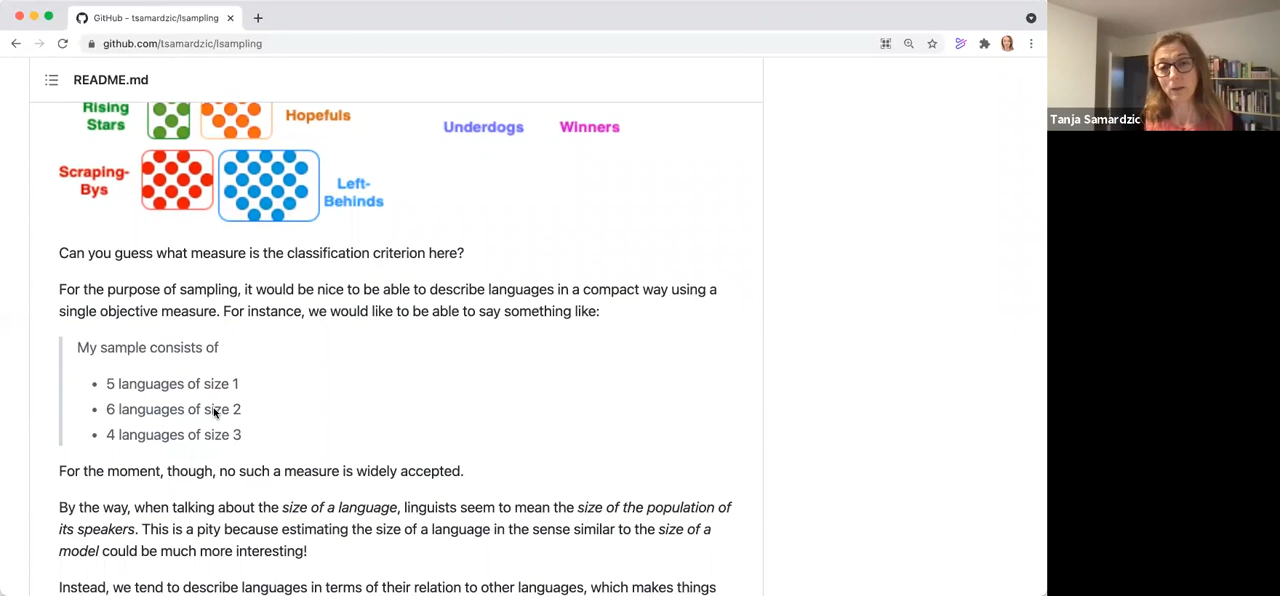 GitHub - tsamardzic/lsampling
github.com/tsamardzic/lsampling
README.md
Rising
Stars
Hopefuls
Underdogs
Winners
Scraping-
Bys
Left-
Behinds
Can you guess what measure is the classification criterion here?
For the purpose of sampling, it would be nice to be able to describe languages in a compact way using a
single objective measure. For instance, we would like to be able to say something like:
My sample consists of
• 5 languages of size 1
• 6 languages of size 2
• 4 languages of size 3
For the moment, though, no such a measure is widely accepted.
By the way, when talking about the size of a language, linguists seem to mean the size of the population of
its speakers. This is a pity because estimating the size of a language in the sense similar to the size of a
model could be much more interesting!
Instead, we tend to describe languages in terms of their relation to other languages, which makes things
Tanja Samardzic